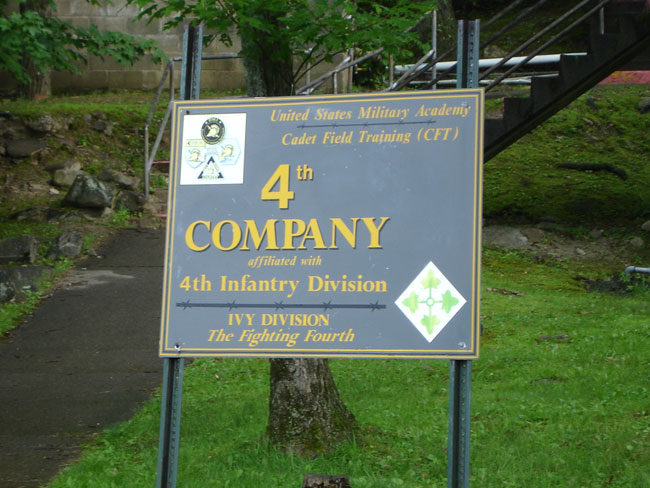 United States Military Academy
Cadet Field Training (CFT)
4th
COMPANY
affiliated with
4th Infantry Division
IVY DIVISION
The Fighting Fourth